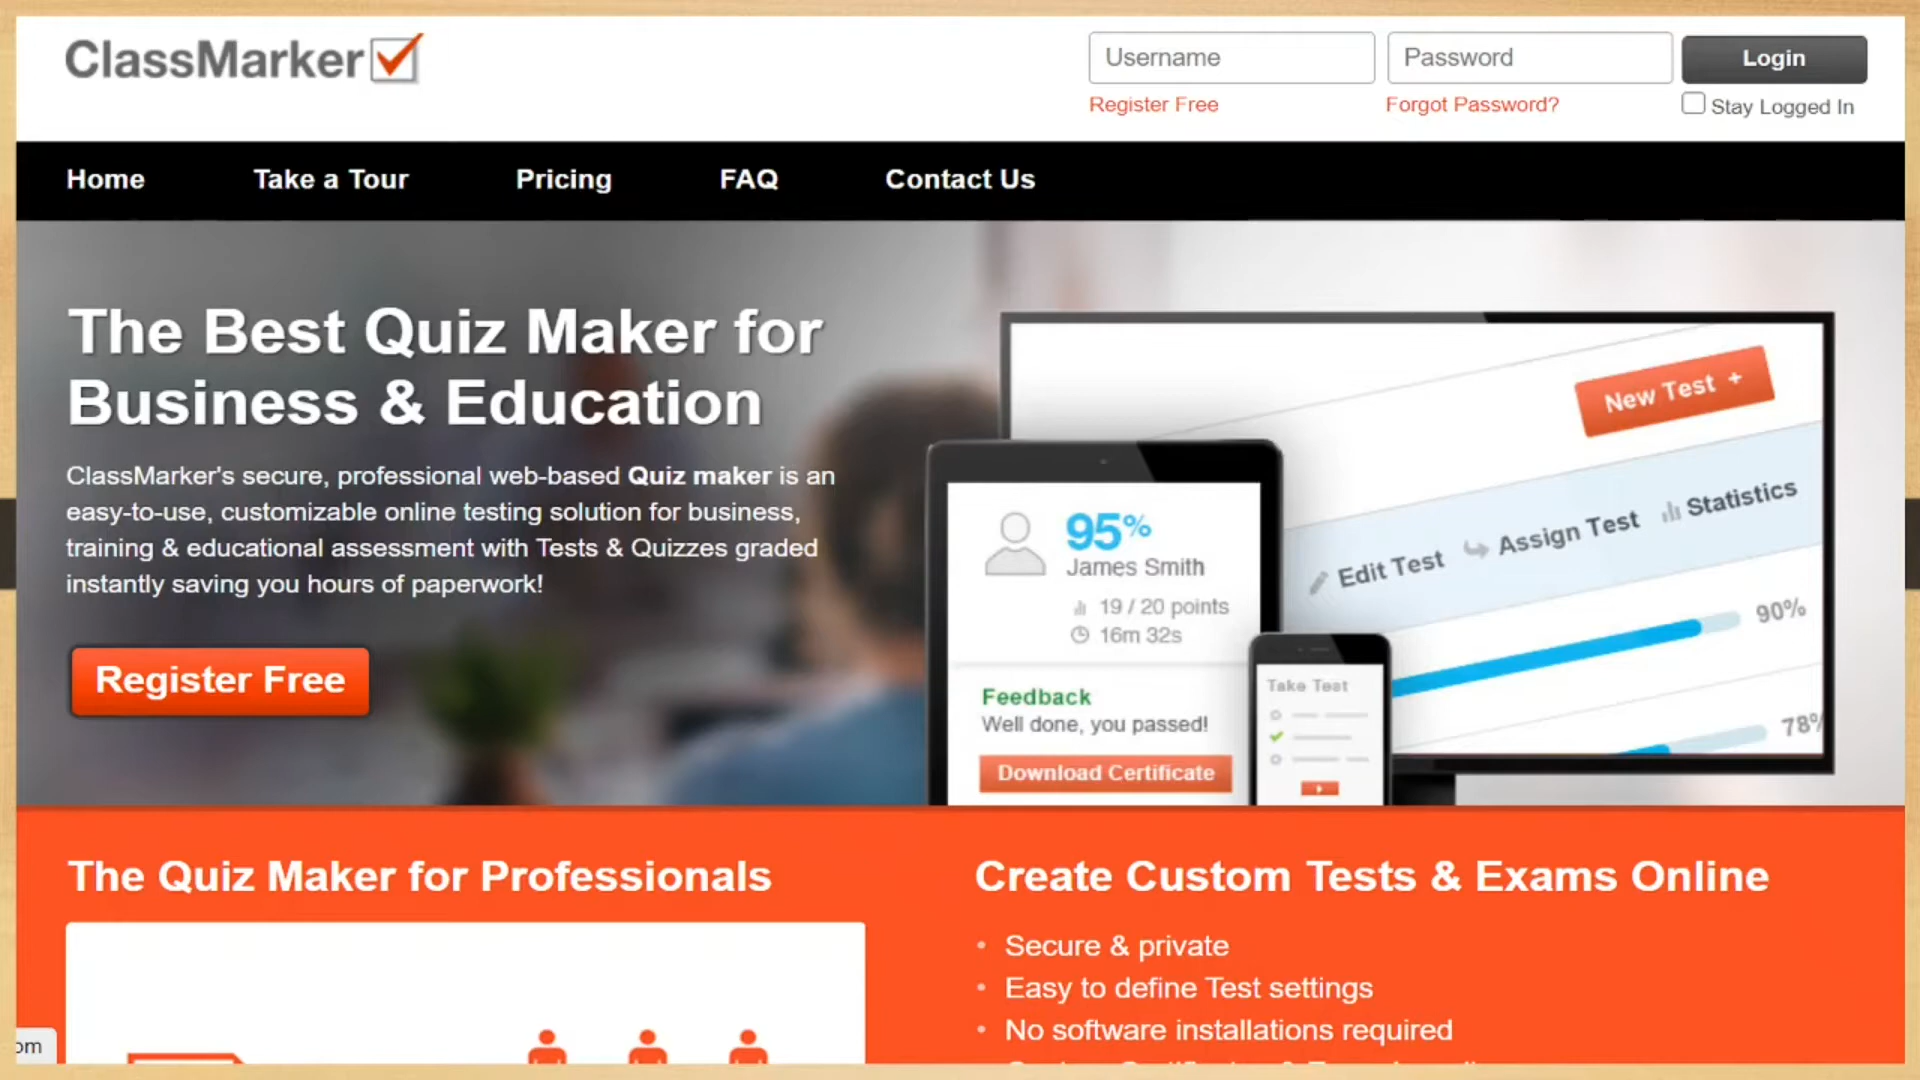 ClassMarker
Username
Password
Login
Register Free
Forgot Password?
Stay Logged In
Home
Take a Tour
Pricing
FAQ
Contact Us
The Best Quiz Maker for
Business & Education
ClassMarker's secure, professional web-based Quiz maker is an
easy-to-use, customizable online testing solution for business,
training & educational assessment with Tests & Quizzes graded
instantly saving you hours of paperwork!
Register Free
New Test +
Edit Test
Assign Test
Statistics
90%
78%
95%
James Smith
19 / 20 points
16m 32s
Feedback
Well done, you passed!
Download Certificate
Take Test
The Quiz Maker for Professionals
Create Custom Tests & Exams Online
• Secure & private
• Easy to define Test settings
• No software installations required
om